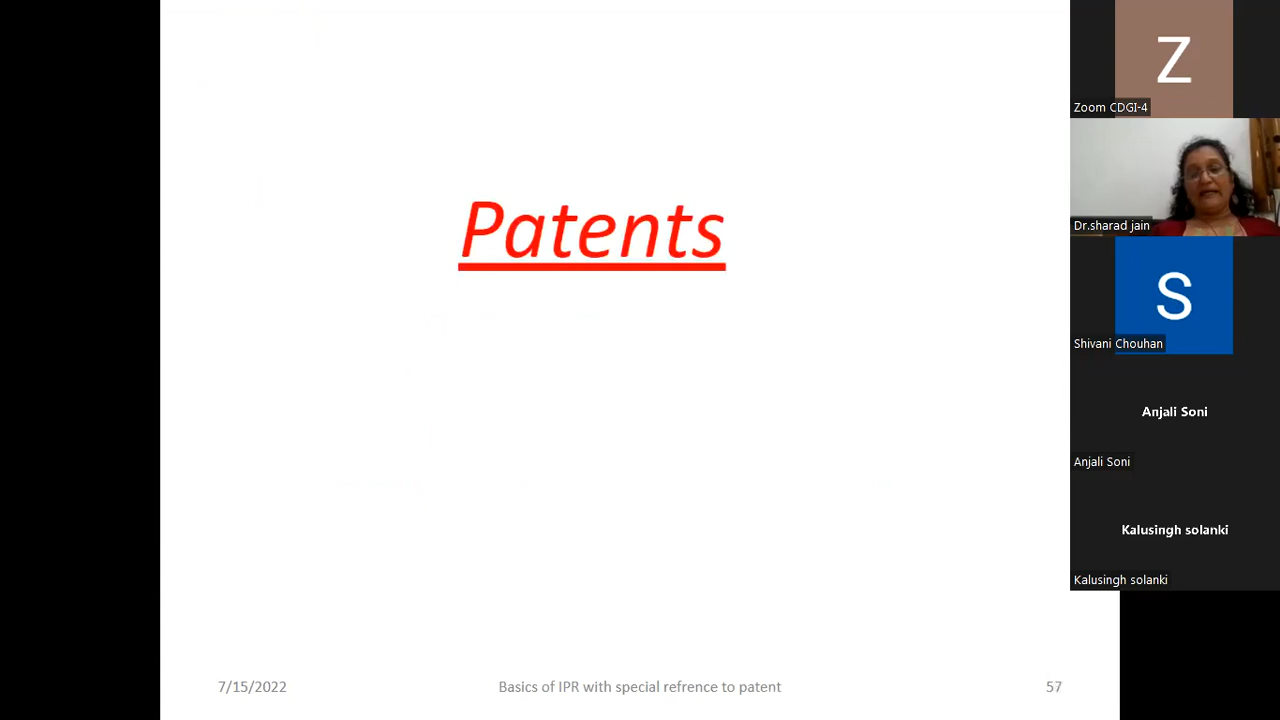 Patents
7/15/2022
Basics of IPR with special refrence to patent
57
Z
Zoom CDGI-4
Dr.sharad jain
S
Shivani Chouhan
Anjali Soni
Anjali Soni
Kalusingh solanki
Kalusingh solanki